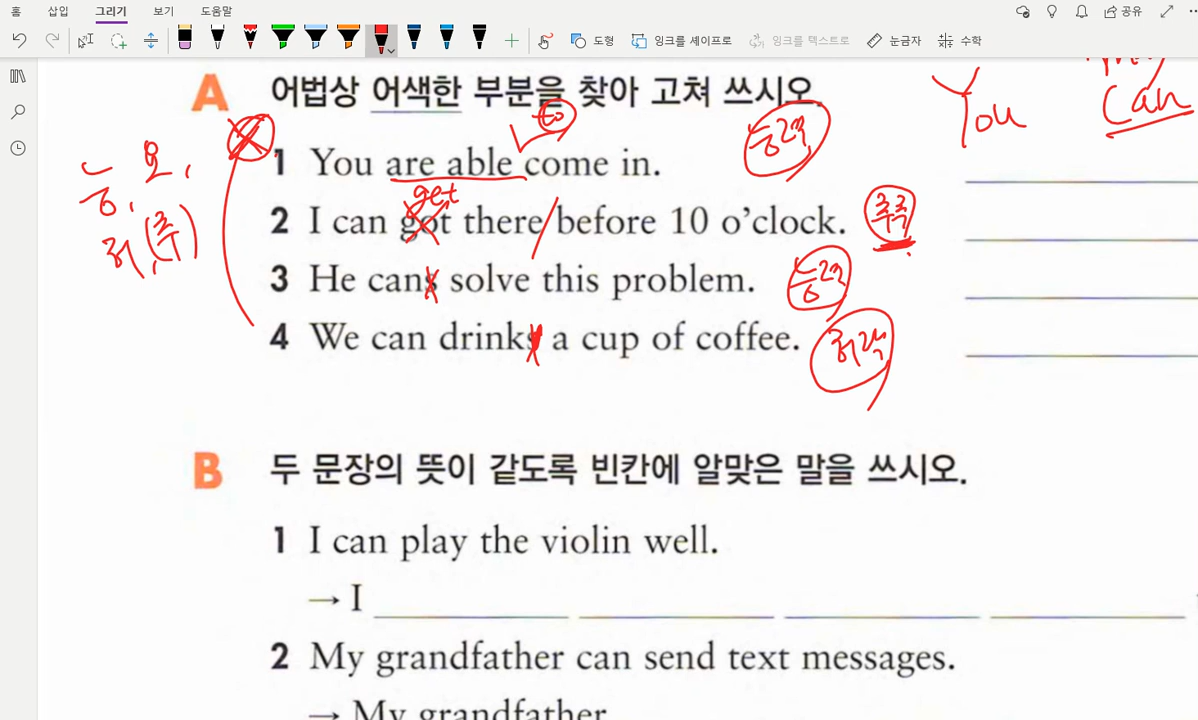 홈 삽입 그리기 보기 도움말
공유
도형 잉크를 셰이프로 잉크를 텍스트로 눈금자 수학
A 어법상 어색한 부분을 찾아 고쳐 쓰시오.
You can
to
1 You are able come in. 능력
능, 요,
허, (추)
get
2 I can got there before 10 o'clock. 추측
3 He cans solve this problem. 능력
4 We can drinks a cup of coffee. 허락
B 두 문장의 뜻이 같도록 빈칸에 알맞은 말을 쓰시오.
1 I can play the violin well.
→ I
2 My grandfather can send text messages.
→ My grandfather